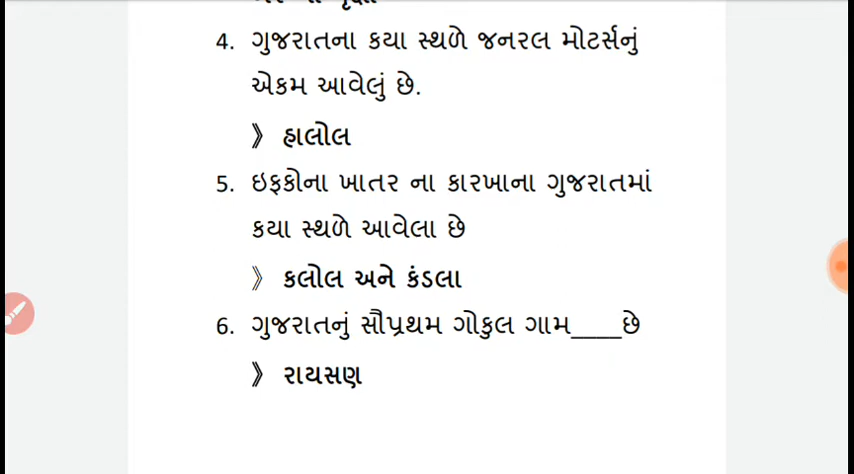 4. ગુજરાતના કયા સ્થળે જનરલ મોટર્સનું
એકમ આવેલું છે.
》 હાલોલ
5. ઇફકોના ખાતર ના કારખાના ગુજરાતમાં
કયા સ્થળે આવેલા છે
》 કલોલ અને કંડલા
6. ગુજરાતનું સૌપ્રથમ ગોકુલ ગામ____છે
》 રાયસણ